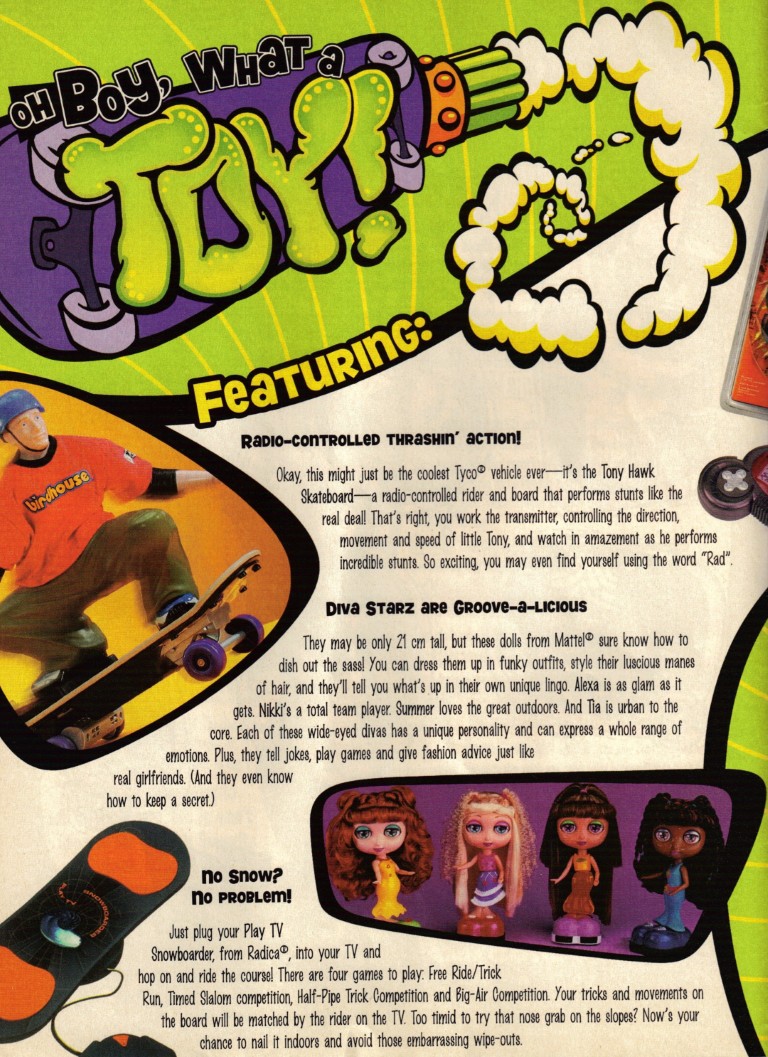 OH BOY, WHAT A
TOY!
FEATURING:
birdhouse
RADIO-CONTROLLED THRASHIN' ACTION!
Okay, this might just be the coolest Tyco® vehicle ever—it's the Tony Hawk
Skateboard—a radio-controlled rider and board that performs stunts like the
real deal! That's right, you work the transmitter, controlling the direction,
movement and speed of little Tony, and watch in amazement as he performs
incredible stunts. So exciting, you may even find yourself using the word "Rad".
DIVA STARZ ARE GROOVE-A-LICIOUS
They may be only 21 cm tall, but these dolls from Mattel® sure know how to
dish out the sass! You can dress them up in funky outfits, style their luscious manes
of hair, and they'll tell you what's up in their own unique lingo. Alexa is as glam as it
gets. Nikki's a total team player. Summer loves the great outdoors. And Tia is urban to the
core. Each of these wide-eyed divas has a unique personality and can express a whole range of
emotions. Plus, they tell jokes, play games and give fashion advice just like
real girlfriends. (And they even know
how to keep a secret.)
SNOWBOARDER
NO SNOW?
NO PROBLEM!
Just plug your Play TV
Snowboarder, from Radica®, into your TV and
hop on and ride the course! There are four games to play: Free Ride/Trick
Run, Timed Slalom competition, Half-Pipe Trick Competition and Big-Air Competition. Your tricks and movements on
the board will be matched by the rider on the TV. Too timid to try that nose grab on the slopes? Now's your
chance to nail it indoors and avoid those embarrassing wipe-outs.